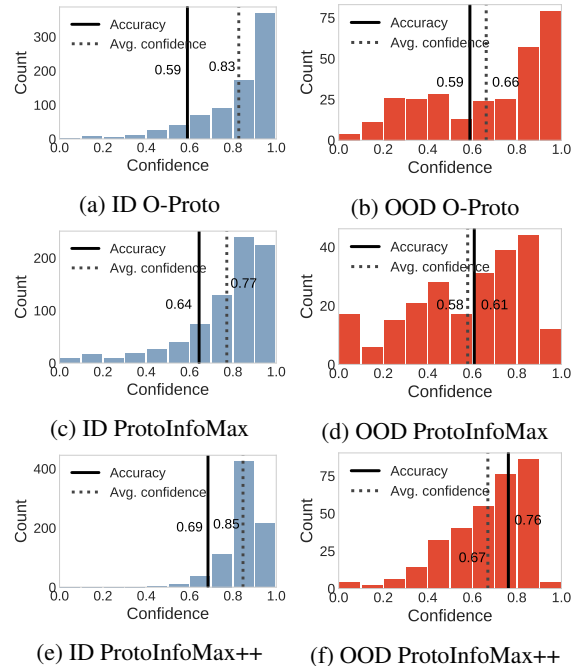 Accuracy
Avg. confidence
0.59
0.83
Count
300
200
100
0
0.0 0.2 0.4 0.6 0.8 1.0
Confidence
(a) ID O-Proto
Accuracy
Avg. confidence
0.59
0.66
Count
75
50
25
0
0.0 0.2 0.4 0.6 0.8 1.0
Confidence
(b) OOD O-Proto
Accuracy
Avg. confidence
0.77
0.64
Count
200
100
0
0.0 0.2 0.4 0.6 0.8 1.0
Confidence
(c) ID ProtoInfoMax
Accuracy
Avg. confidence
0.58
0.61
Count
40
20
0
0.0 0.2 0.4 0.6 0.8 1.0
Confidence
(d) OOD ProtoInfoMax
Accuracy
Avg. confidence
0.69
0.85
Count
400
200
0
0.0 0.2 0.4 0.6 0.8 1.0
Confidence
(e) ID ProtoInfoMax++
Accuracy
Avg. confidence
0.76
0.67
Count
75
50
25
0
0.0 0.2 0.4 0.6 0.8 1.0
Confidence
(f) OOD ProtoInfoMax++